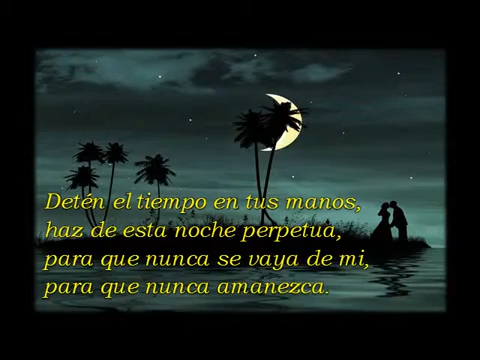 Detén el tiempo en tus manos,
haz de esta noche perpetua,
para que nunca se vaya de mi,
para que nunca amanezca.